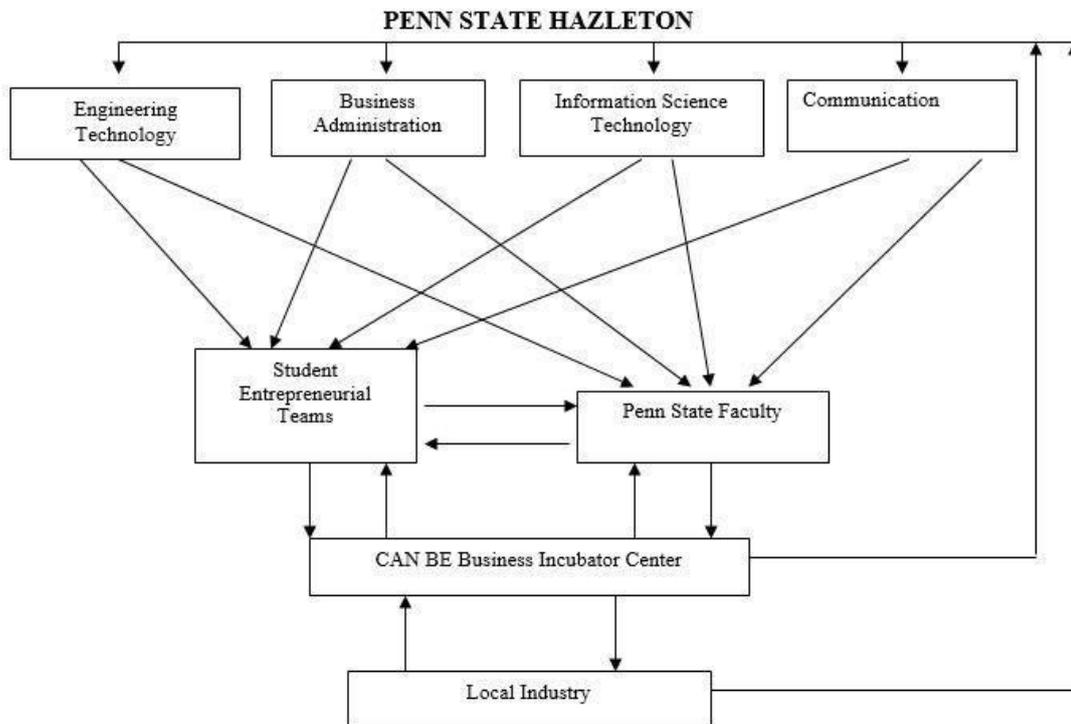 PENN STATE HAZLETON
Engineering
Technology
Business
Administration
Information Science
Technology
Communication
Student
Entrepreneurial
Teams
Penn State Faculty
CAN BE Business Incubator Center
Local Industry